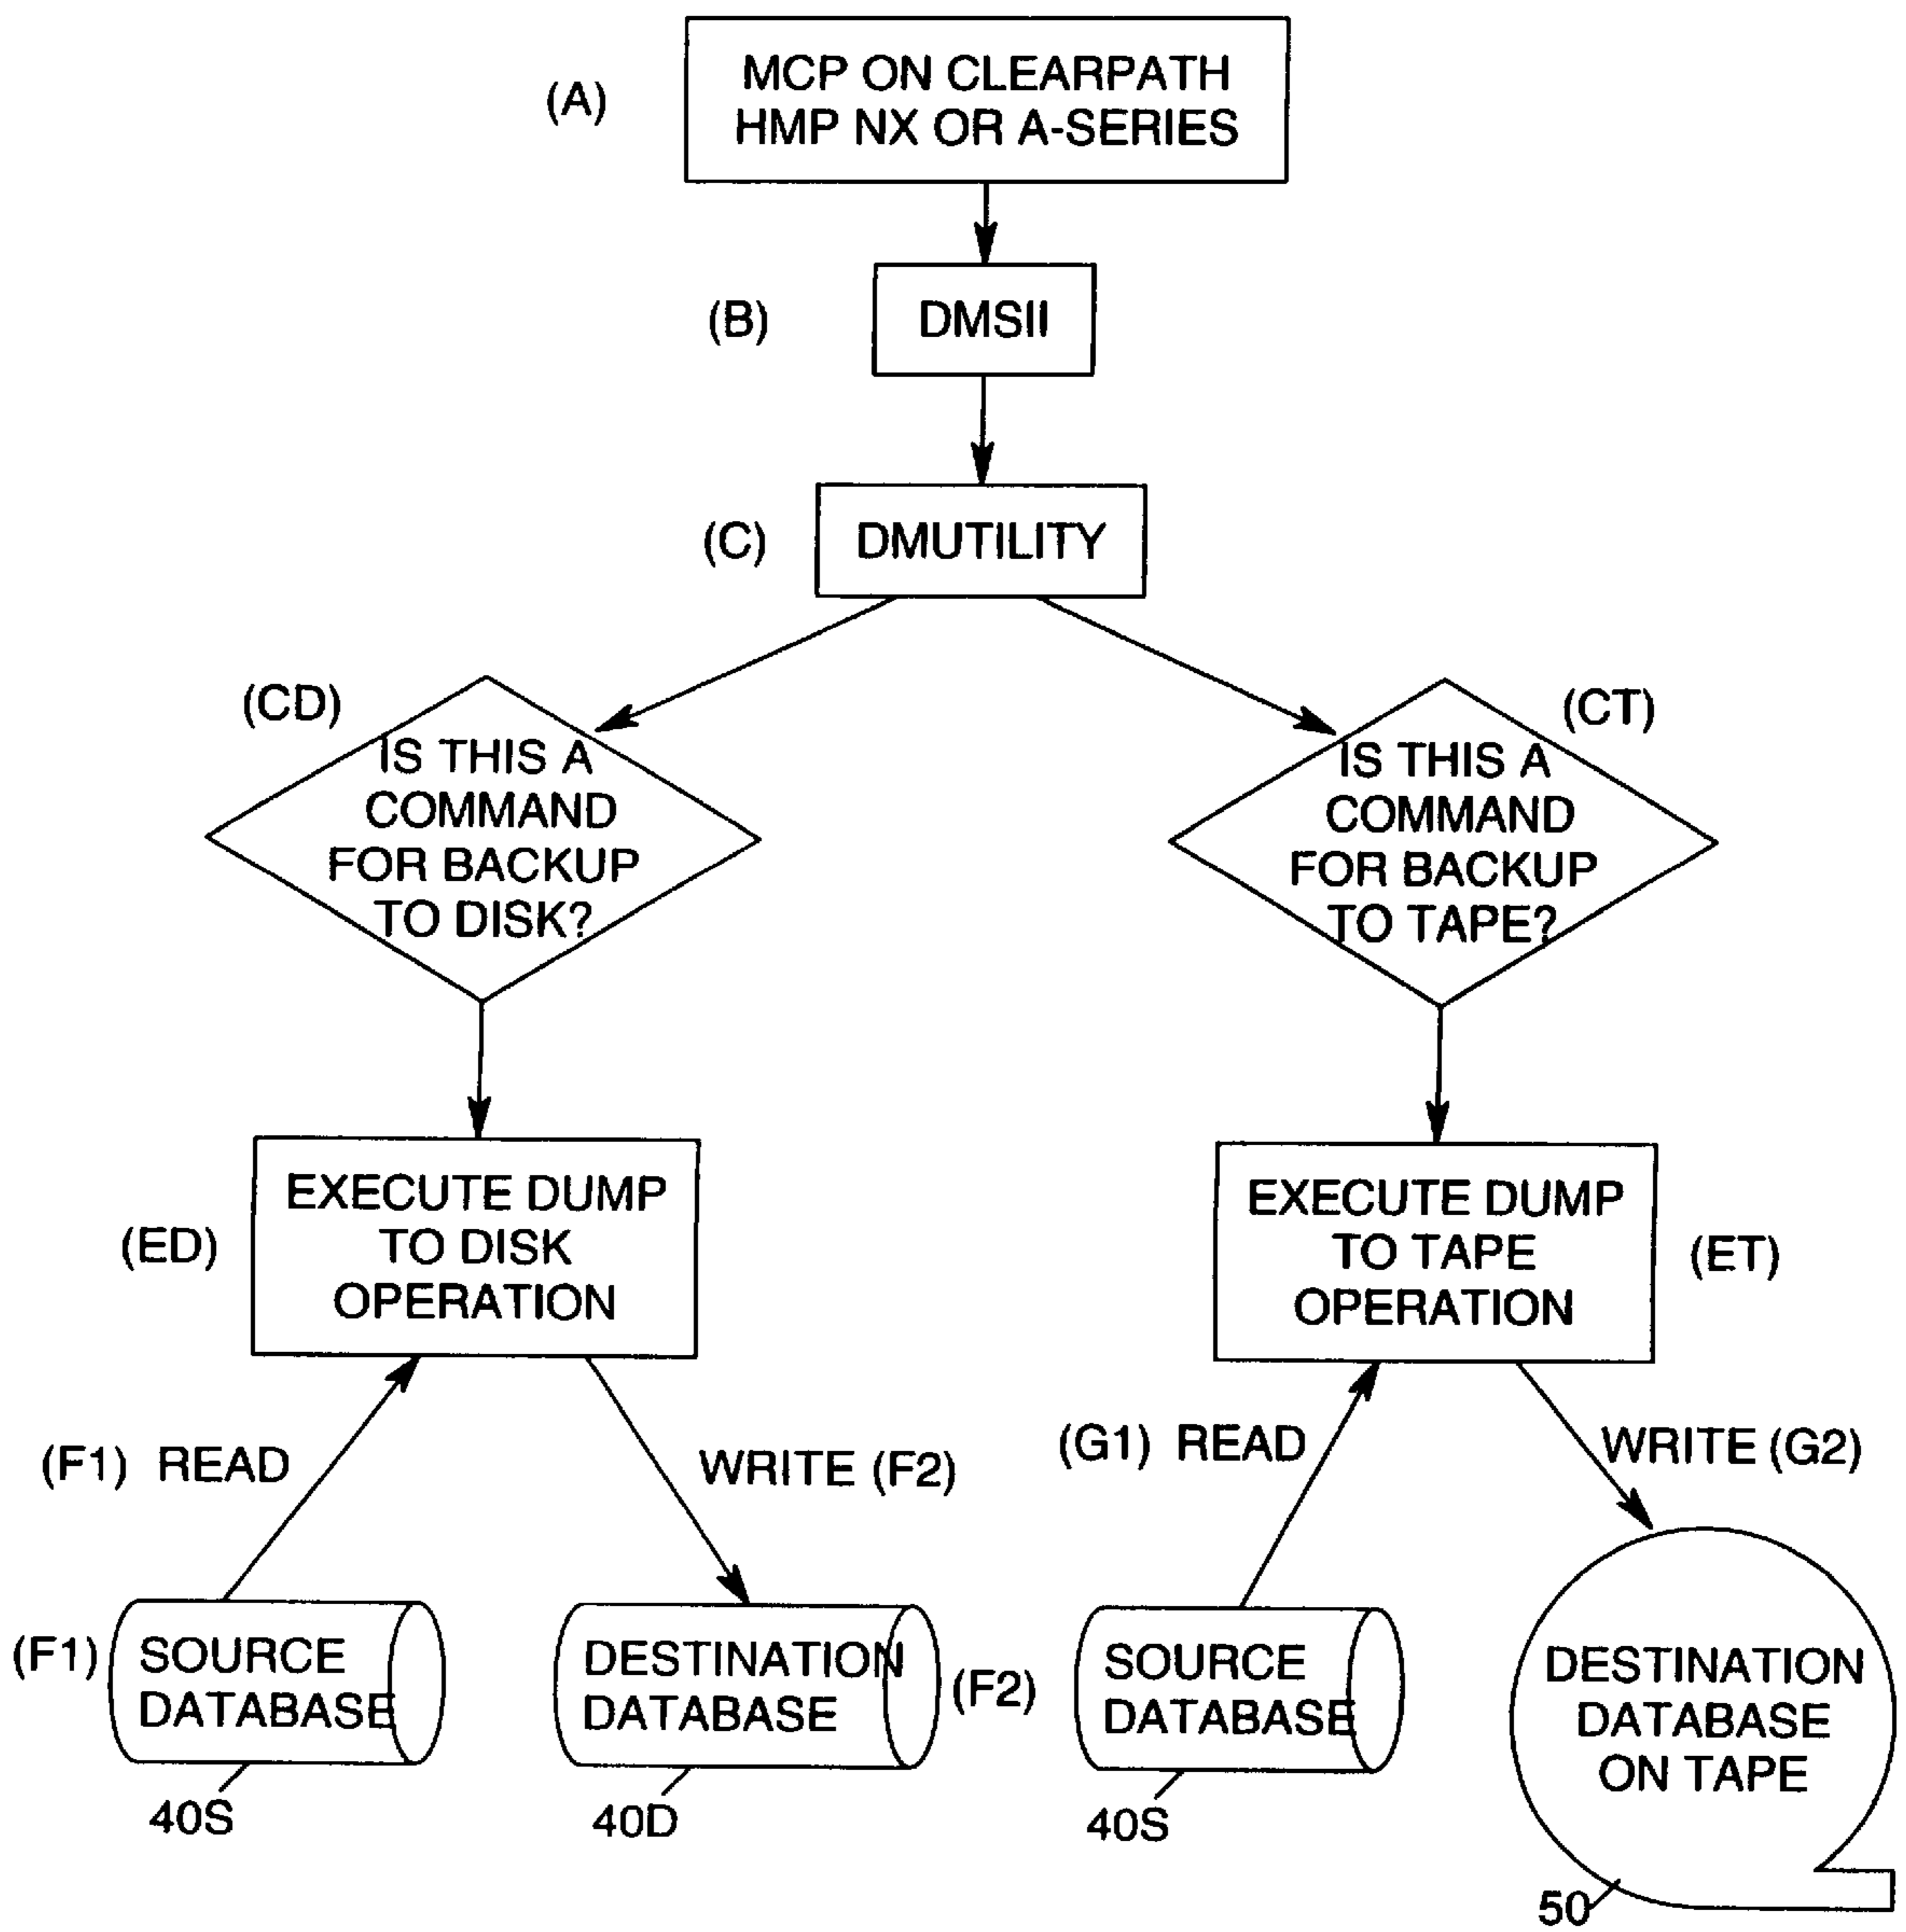 (A)
MCP ON CLEARPATH
HMP NX OR A-SERIES
(B)
DMSII
(C)
DMUTILITY
(CD)
IS THIS A
COMMAND
FOR BACKUP
TO DISK?
(CT)
IS THIS A
COMMAND
FOR BACKUP
TO TAPE?
(ED)
EXECUTE DUMP
TO DISK
OPERATION
EXECUTE DUMP
TO TAPE
OPERATION
(ET)
(F1) READ
WRITE (F2)
(G1) READ
WRITE (G2)
(F1)
SOURCE
DATABASE
40S
DESTINATION
DATABASE
(F2)
40D
SOURCE
DATABASE
40S
DESTINATION
DATABASE
ON TAPE
50